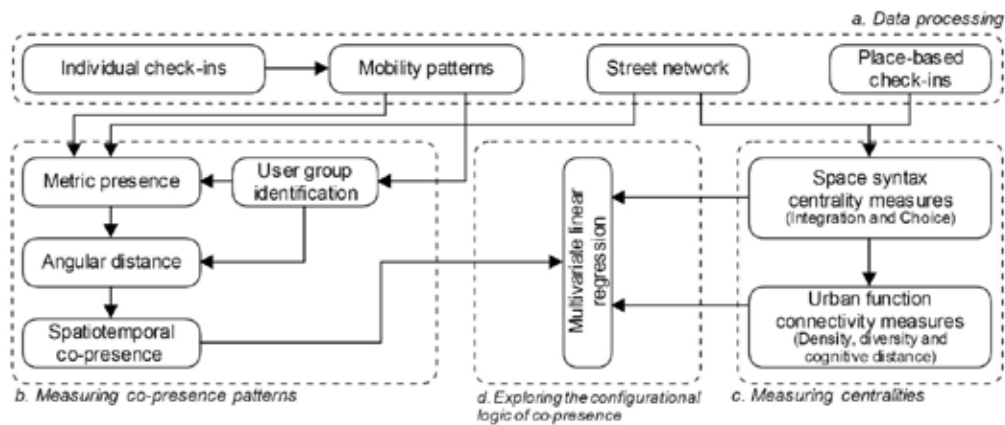 a. Data processing
Individual check-ins
Mobility patterns
Street network
Place-based
check-ins
Metric presence
User group
identification
Angular distance
Spatiotemporal
co-presence
b. Measuring co-presence patterns
Multivariate linear
regression
d. Exploring the configurational
logic of co-presence
Space syntax
centrality measures
(Integration and Choice)
Urban function
connectivity measures
(Density, diversity and
cognitive distance)
c. Measuring centralities